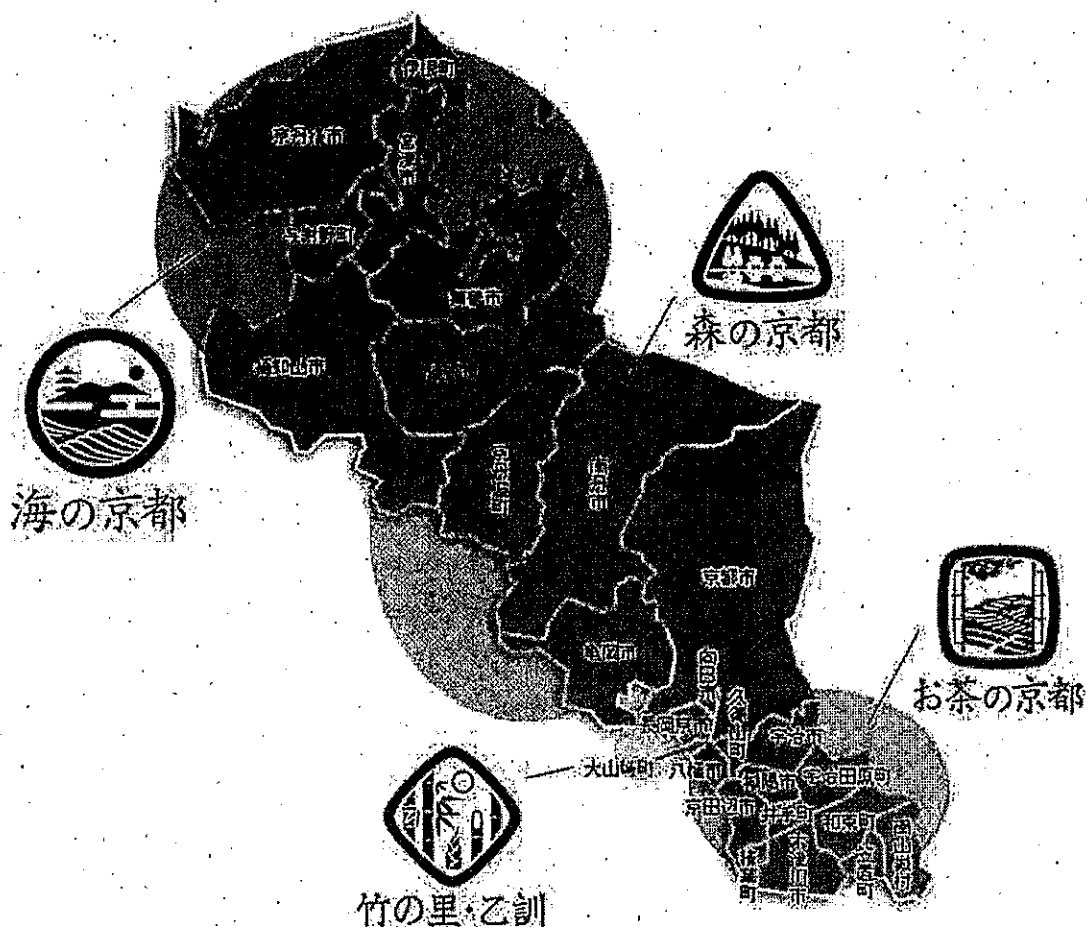 伊根町
京丹後市
宮津市
与謝野町
舞鶴市
森の京都
福知山市
海の京都
京丹波町
南丹市
京都市
亀岡市
向日市
お茶の京都
長岡京市
久御山町
宇治市
大山崎町
八幡市
城陽市
宇治田原町
京田辺市
井手町
和束町
南山城村
精華町
木津川市
笠置町
竹の里・乙訓